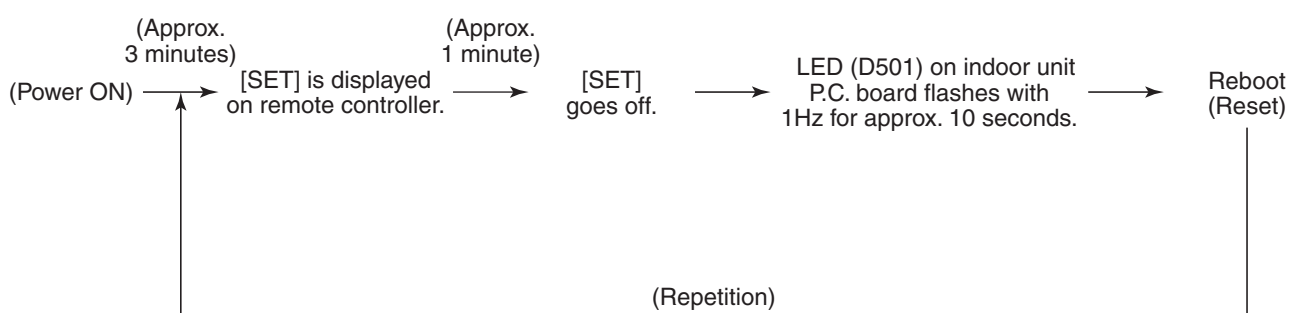 (Power ON)
(Approx.
3 minutes)
[SET] is displayed
on remote controller.
(Approx.
1 minute)
[SET]
goes off.
LED (D501) on indoor unit
P.C. board flashes with
1Hz for approx. 10 seconds.
Reboot
(Reset)
(Repetition)